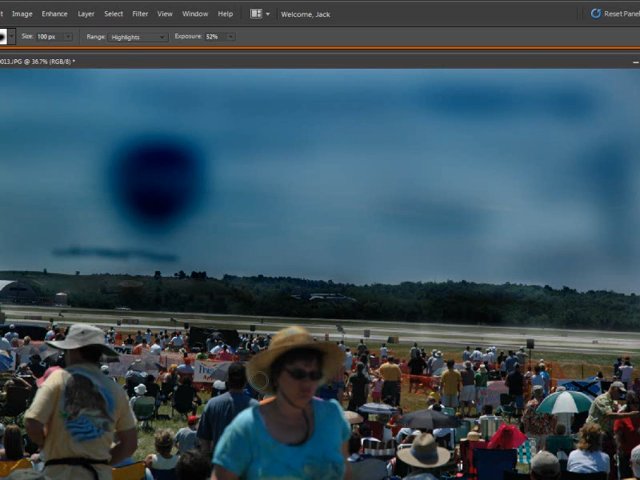 Image Enhance Layer Select Filter View Window Help Welcome, Jack Reset Panel
Size: 100 px Range: Highlights Exposure: 52%
013.JPG @ 36.7% (RGB/8) *